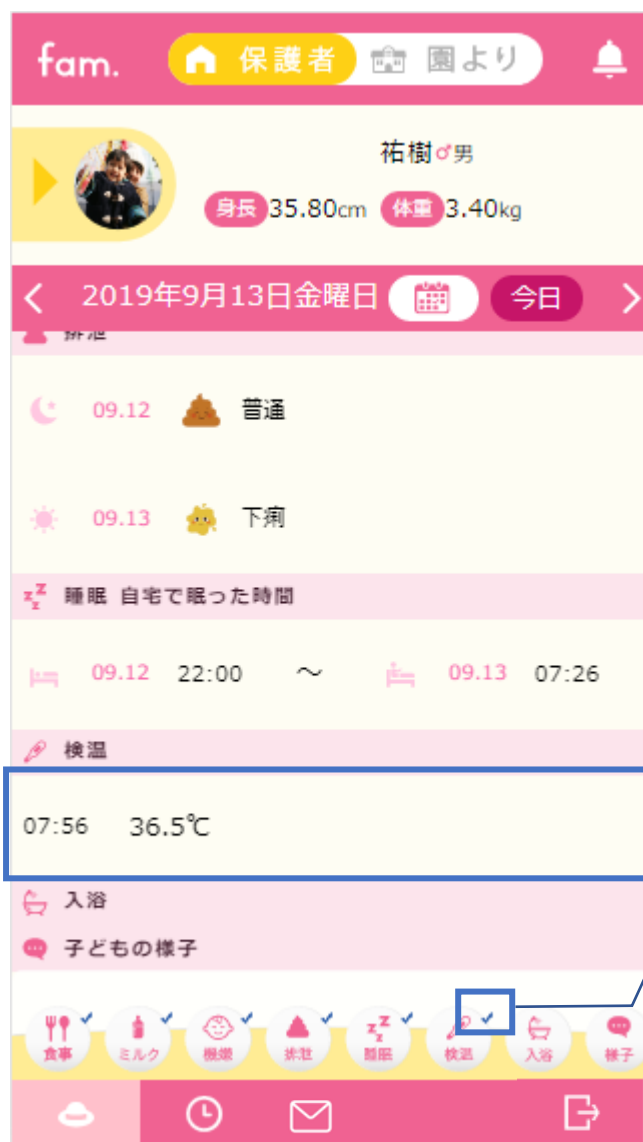 fam. 保護者 園より
祐樹♂男
身長 35.80cm 体重 3.40kg
2019年9月13日金曜日 今日
排泄
09.12 普通
09.13 下痢
睡眠 自宅で眠った時間
09.12 22:00 ～ 09.13 07:26
検温
07:56 36.5℃
入浴
子どもの様子
食事 ミルク 機嫌 排泄 睡眠 検温 入浴 様子